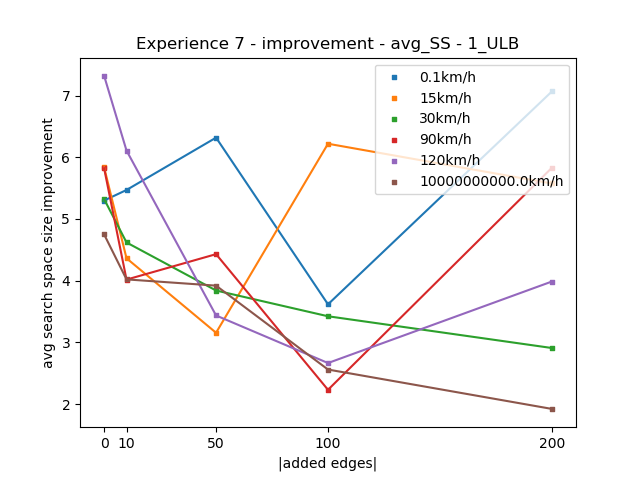 Experience 7 - improvement - avg_SS - 1_ULB
avg search space size improvement
7
6
5
4
3
2
0.1km/h
15km/h
30km/h
90km/h
120km/h
10000000000.0km/h
0 10 50 100 200
|added edges|